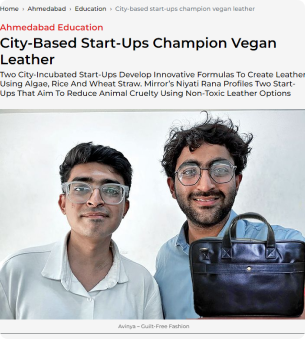 Home › Ahmedabad › Education › City-based start-ups champion vegan leather
Ahmedabad Education
City-Based Start-Ups Champion Vegan
Leather
Two City-Incubated Start-Ups Develop Innovative Formulas To Create Leather
Using Algae, Rice And Wheat Straw. Mirror's Niyati Rana Profiles Two Start-
Ups That Aim To Reduce Animal Cruelty Using Non-Toxic Leather Options
Avinya – Guilt-Free Fashion